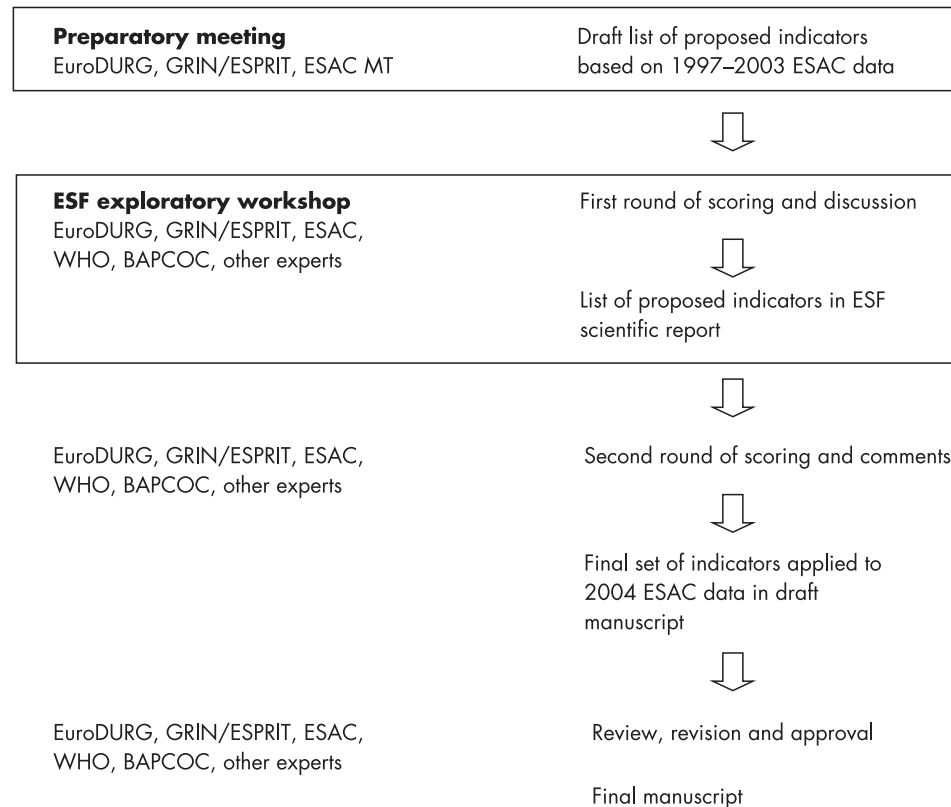 Preparatory meeting
EuroDURG, GRIN/ESPRIT, ESAC MT
Draft list of proposed indicators
based on 1997–2003 ESAC data
ESF exploratory workshop
EuroDURG, GRIN/ESPRIT, ESAC,
WHO, BAPCOC, other experts
First round of scoring and discussion
List of proposed indicators in ESF
scientific report
EuroDURG, GRIN/ESPRIT, ESAC,
WHO, BAPCOC, other experts
Second round of scoring and comments
Final set of indicators applied to
2004 ESAC data in draft
manuscript
EuroDURG, GRIN/ESPRIT, ESAC,
WHO, BAPCOC, other experts
Review, revision and approval
Final manuscript